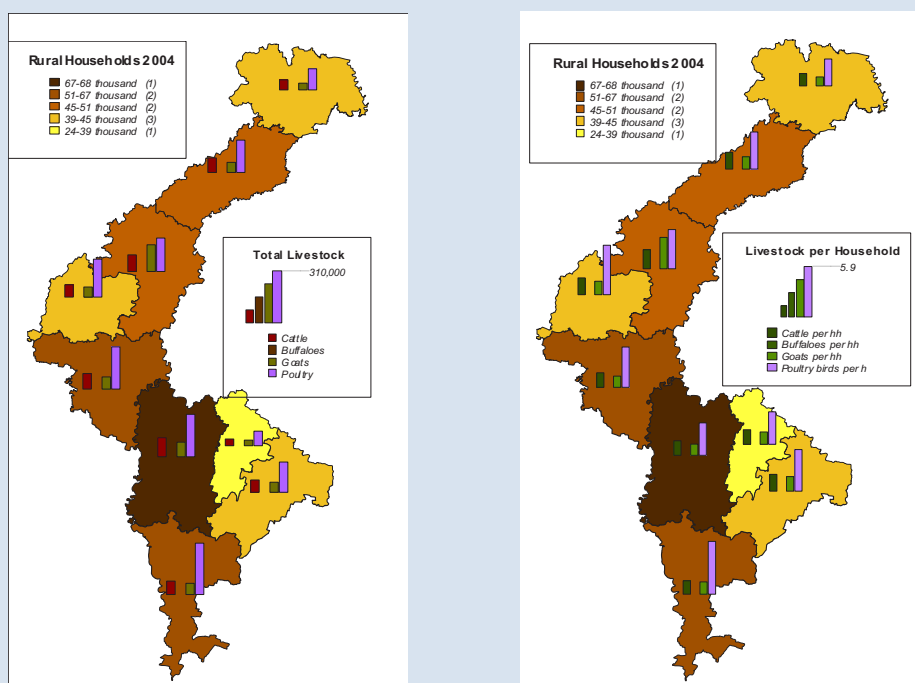 Rural Households 2004
67-68 thousand (1)
51-67 thousand (2)
45-51 thousand (2)
39-45 thousand (3)
24-39 thousand (1)
Total Livestock
310,000
Cattle
Buffaloes
Goats
Poultry
Rural Households 2004
67-68 thousand (1)
51-67 thousand (2)
45-51 thousand (2)
39-45 thousand (3)
24-39 thousand (1)
Livestock per Household
5.9
Cattle per hh
Buffaloes per hh
Goats per hh
Poultry birds per h